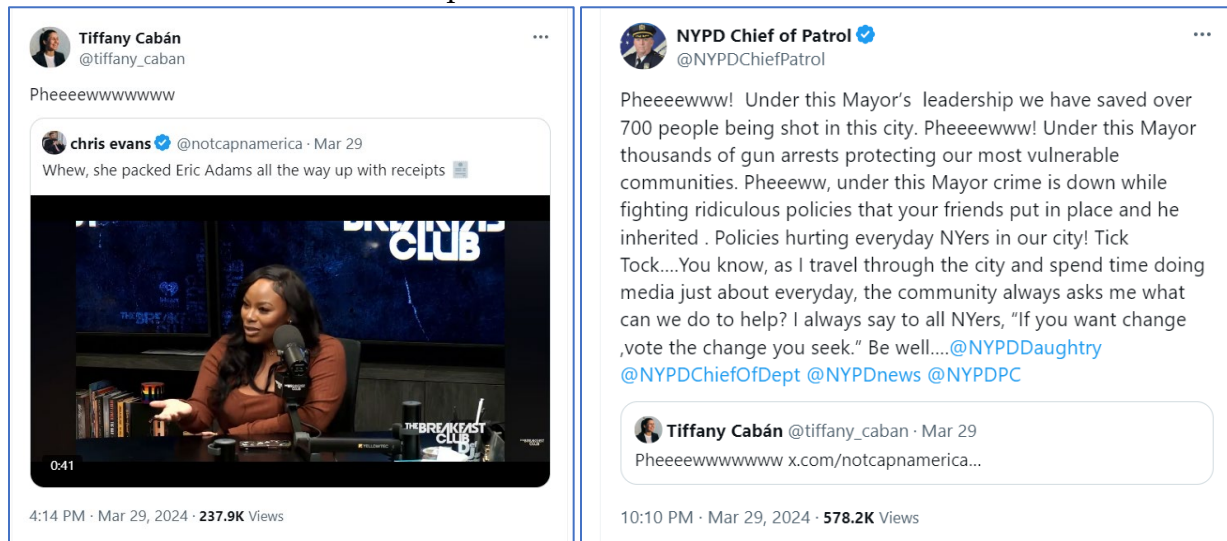 Tiffany Cabán
@tiffany_caban
Pheeeewwwwwww
chris evans @notcapnamerica · Mar 29
Whew, she packed Eric Adams all the way up with receipts
BREAKFAST
CLUB
iHeart
THE BREAKFAST
CLUB
0:41
4:14 PM · Mar 29, 2024 · 237.9K Views
NYPD Chief of Patrol
@NYPDChiefPatrol
Pheeeewww!  Under this Mayor’s  leadership we have saved over
700 people being shot in this city. Pheeeewww! Under this Mayor
thousands of gun arrests protecting our most vulnerable
communities. Pheeeww, under this Mayor crime is down while
fighting ridiculous policies that your friends put in place and he
inherited . Policies hurting everyday NYers in our city! Tick
Tock....You know, as I travel through the city and spend time doing
media just about everyday, the community always asks me what
can we do to help? I always say to all NYers, “If you want change
,vote the change you seek.” Be well....@NYPDDaughtry
@NYPDChiefOfDept @NYPDnews @NYPDPC
Tiffany Cabán @tiffany_caban · Mar 29
Pheeeewwwwwww x.com/notcapnamerica...
10:10 PM · Mar 29, 2024 · 578.2K Views